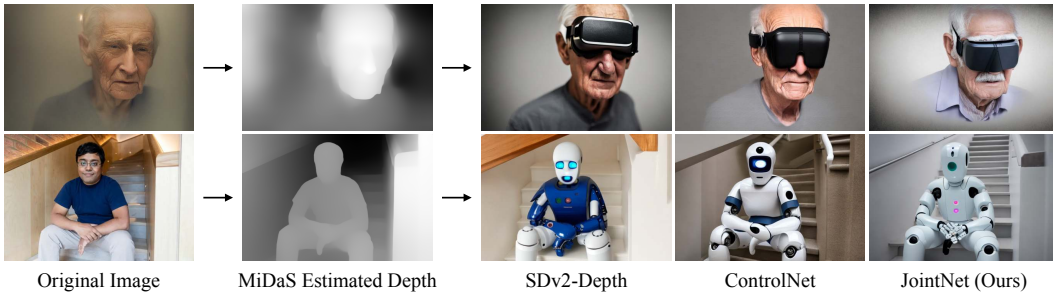 Original Image
MiDaS Estimated Depth
SDv2-Depth
ControlNet
JointNet (Ours)